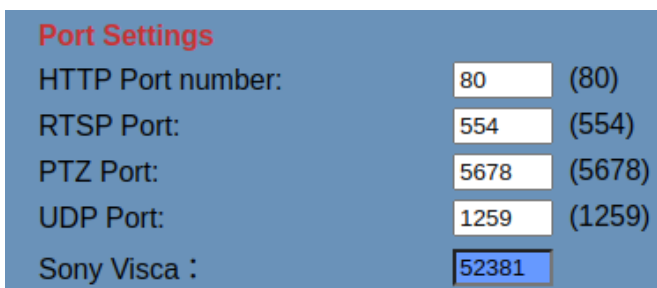 Port Settings
HTTP Port number: 80 (80)
RTSP Port: 554 (554)
PTZ Port: 5678 (5678)
UDP Port: 1259 (1259)
Sony Visca： 52381